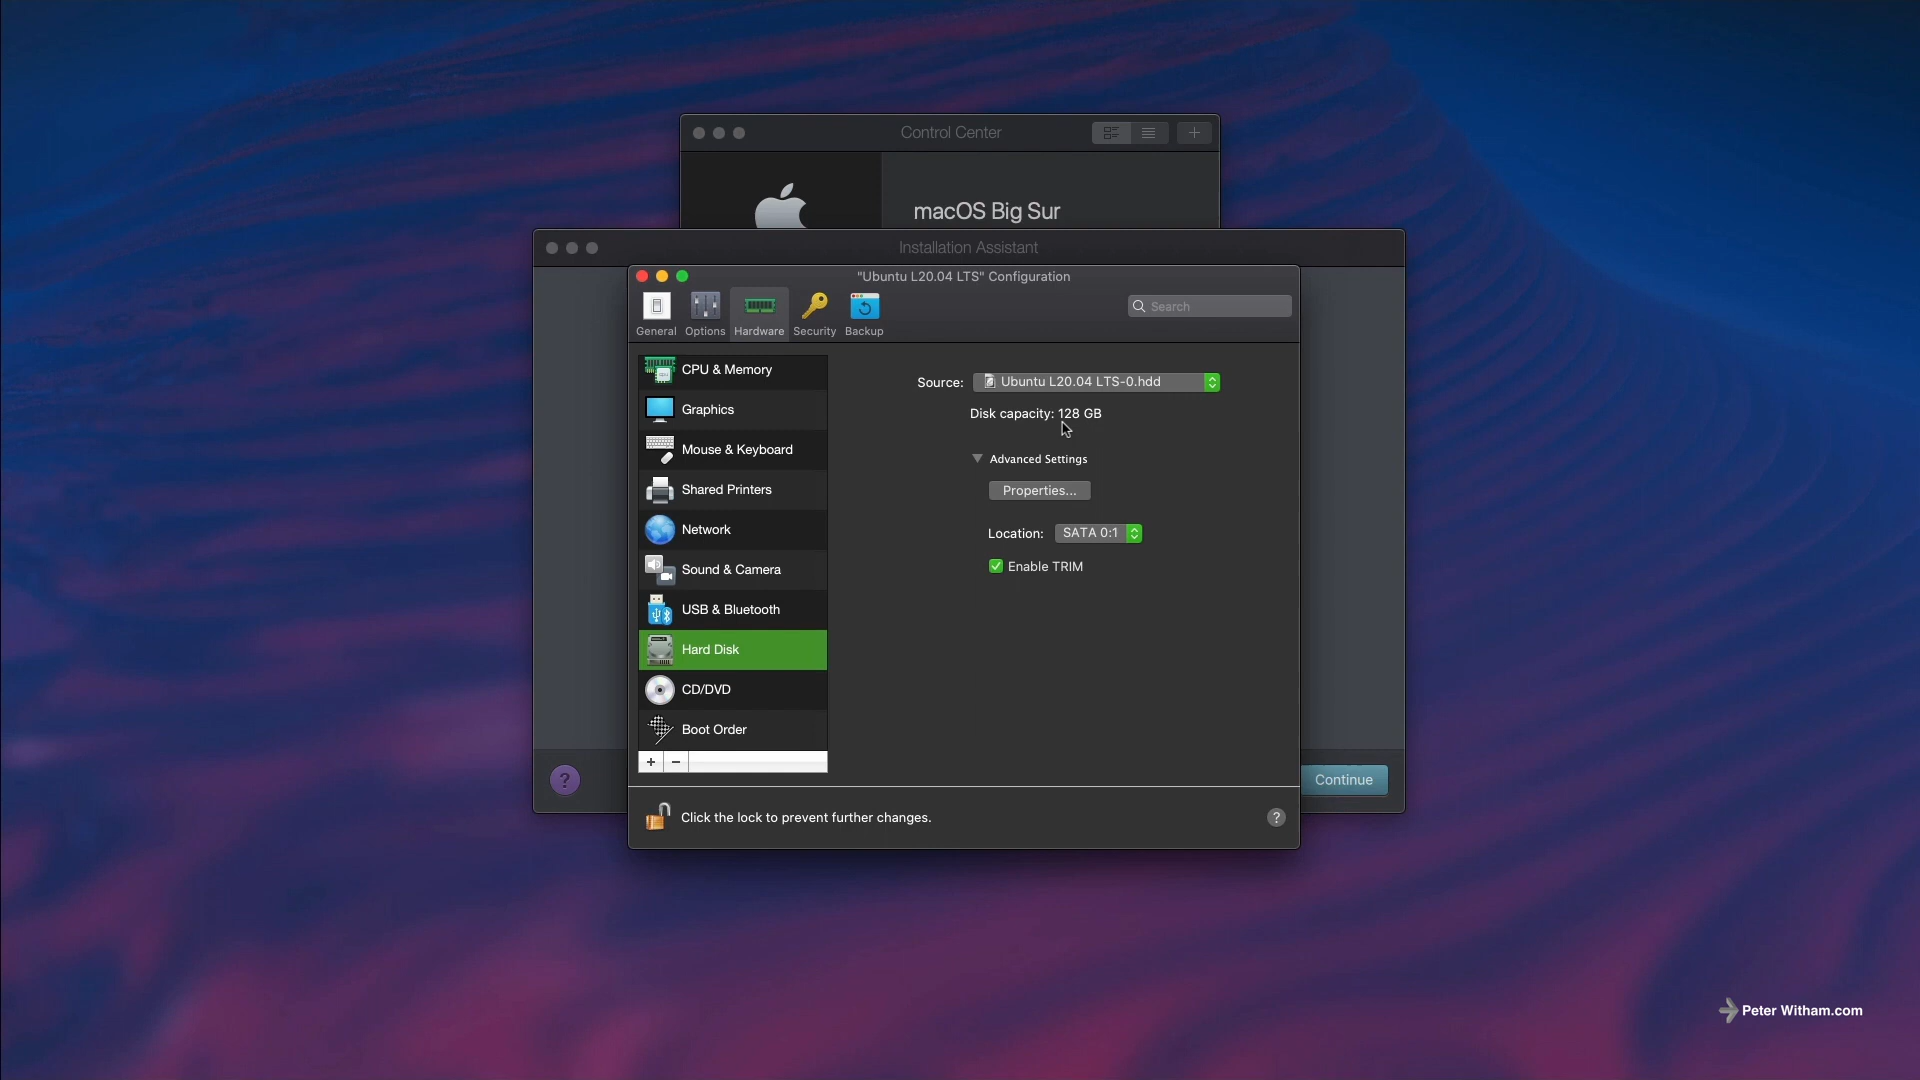 Control Center
macOS Big Sur
Installation Assistant
"Ubuntu L20.04 LTS" Configuration
General Options Hardware Security Backup
Search
CPU & Memory
Graphics
Mouse & Keyboard
Shared Printers
Network
Sound & Camera
USB & Bluetooth
Hard Disk
CD/DVD
Boot Order
+ −
Source: Ubuntu L20.04 LTS-0.hdd
Disk capacity: 128 GB
Advanced Settings
Properties...
Location: SATA 0:1
Enable TRIM
? Continue
Click the lock to prevent further changes. ?
Peter Witham.com